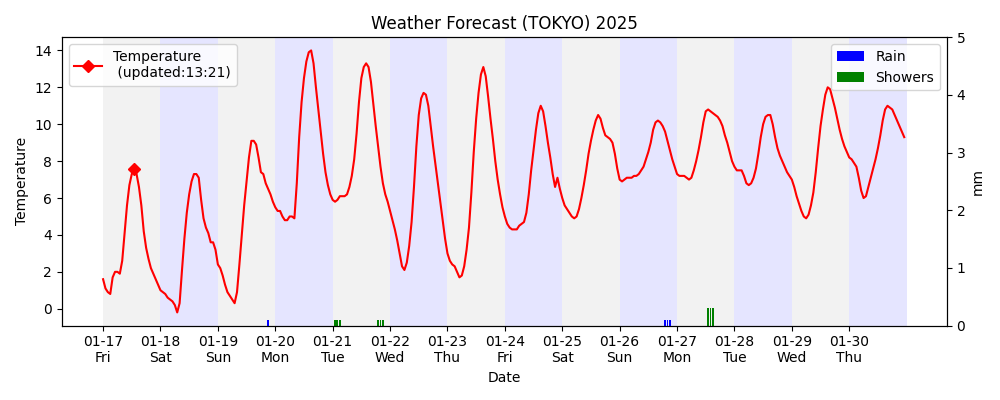 Weather Forecast (TOKYO) 2025
Temperature
(updated:13:21)
Rain
Showers
Temperature
14
12
10
8
6
4
2
0
5
4
3
2
1
0
mm
01-17 01-18 01-19 01-20 01-21 01-22 01-23 01-24 01-25 01-26 01-27 01-28 01-29 01-30
Fri Sat Sun Mon Tue Wed Thu Fri Sat Sun Mon Tue Wed Thu
Date